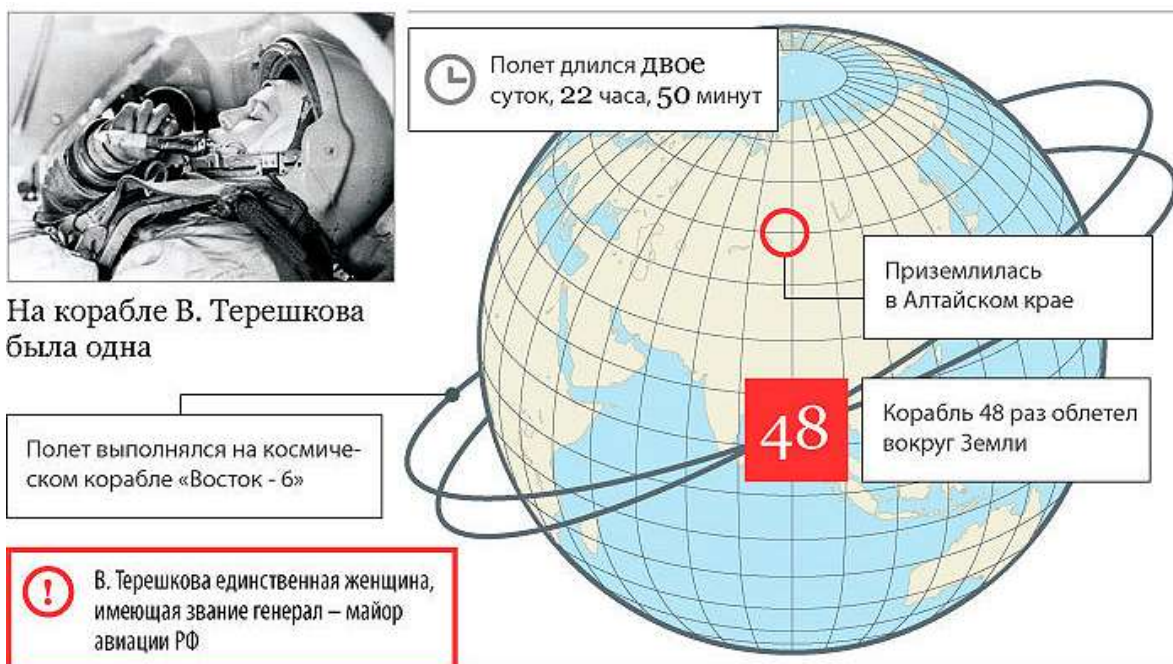 Полет длился двое
суток, 22 часа, 50 минут
На корабле В. Терешкова
была одна
Приземлилась
в Алтайском крае
48
Корабль 48 раз облетел
вокруг Земли
Полет выполнялся на космиче-
ском корабле «Восток - 6»
! В. Терешкова единственная женщина,
имеющая звание генерал – майор
авиации РФ